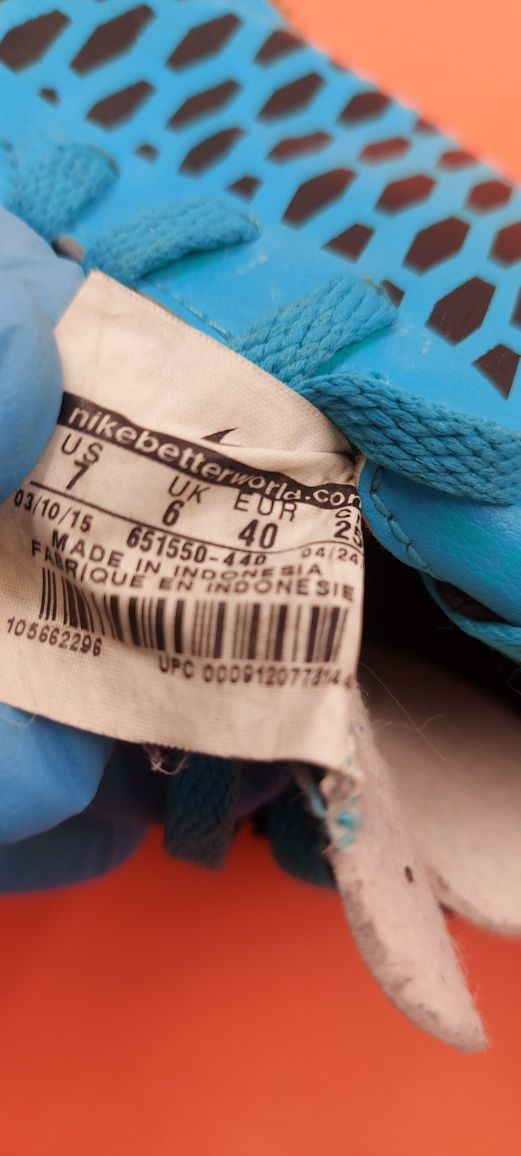 nikebetterworld.com
US UK EUR
7 6 40 25
03/10/15 651550-440 04/24
MADE IN INDONESIA
FABRIQUE EN INDONESIE
105662296
UPC